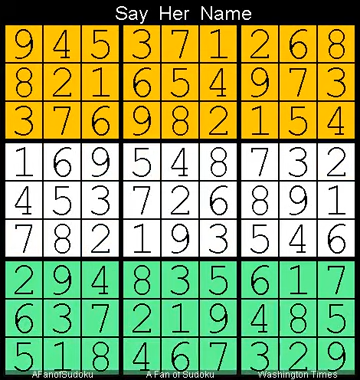 Say Her Name
9 4 5 3 7 1 2 6 8
8 2 1 6 5 4 9 7 3
3 7 6 9 8 2 1 5 4
1 6 9 5 4 8 7 3 2
4 5 3 7 2 6 8 9 1
7 8 2 1 9 3 5 4 6
2 9 4 8 3 5 6 1 7
6 3 7 2 1 9 4 8 5
5 1 8 4 6 7 3 2 9
AFanofSudoku A Fan of Sudoku Washington Times